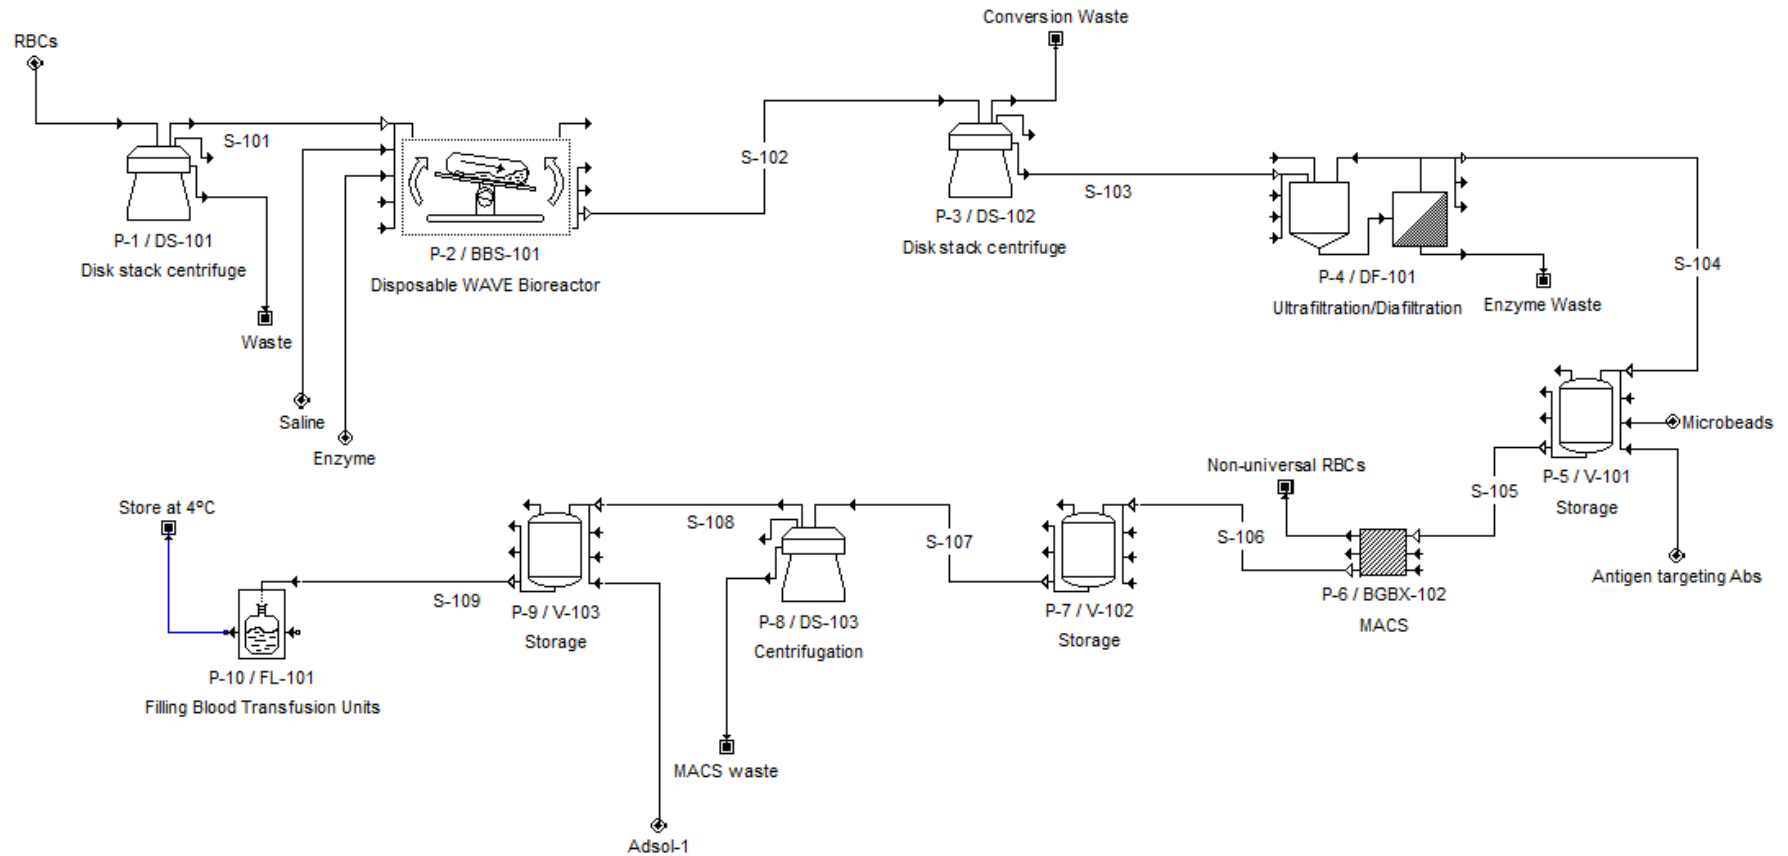 Conversion Waste
RBCs
S-101
P-1 / DS-101
Disk stack centrifuge
Waste
P-2 / BBS-101
Disposable WAVE Bioreactor
Saline
Enzyme
S-102
P-3 / DS-102
Disk stack centrifuge
S-103
P-4 / DF-101
Ultrafiltration/Diafiltration
Enzyme Waste
S-104
Microbeads
P-5 / V-101
Storage
Antigen targeting Abs
S-105
Non-universal RBCs
P-6 / BGBX-102
MACS
S-106
P-7 / V-102
Storage
S-107
P-8 / DS-103
Centrifugation
MACS waste
S-108
P-9 / V-103
Storage
Adsol-1
S-109
Store at 4ºC
P-10 / FL-101
Filling Blood Transfusion Units